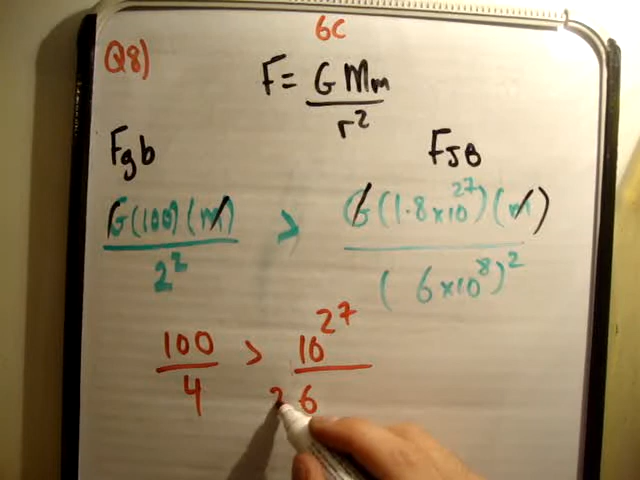 6C
Q8)
F = GMm / r²
Fgb FJB
G(100)(m) / 2² > G(1.8×10²⁷)(m) / (6×10⁸)²
100 / 4 > 10²⁷ / 36